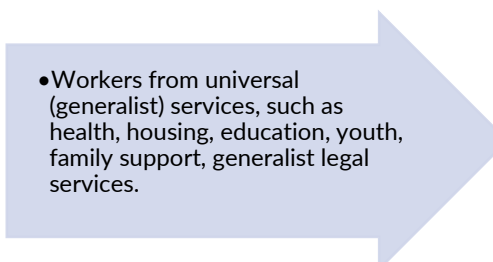 •Workers from universal
(generalist) services, such as
health, housing, education, youth,
family support, generalist legal
services.